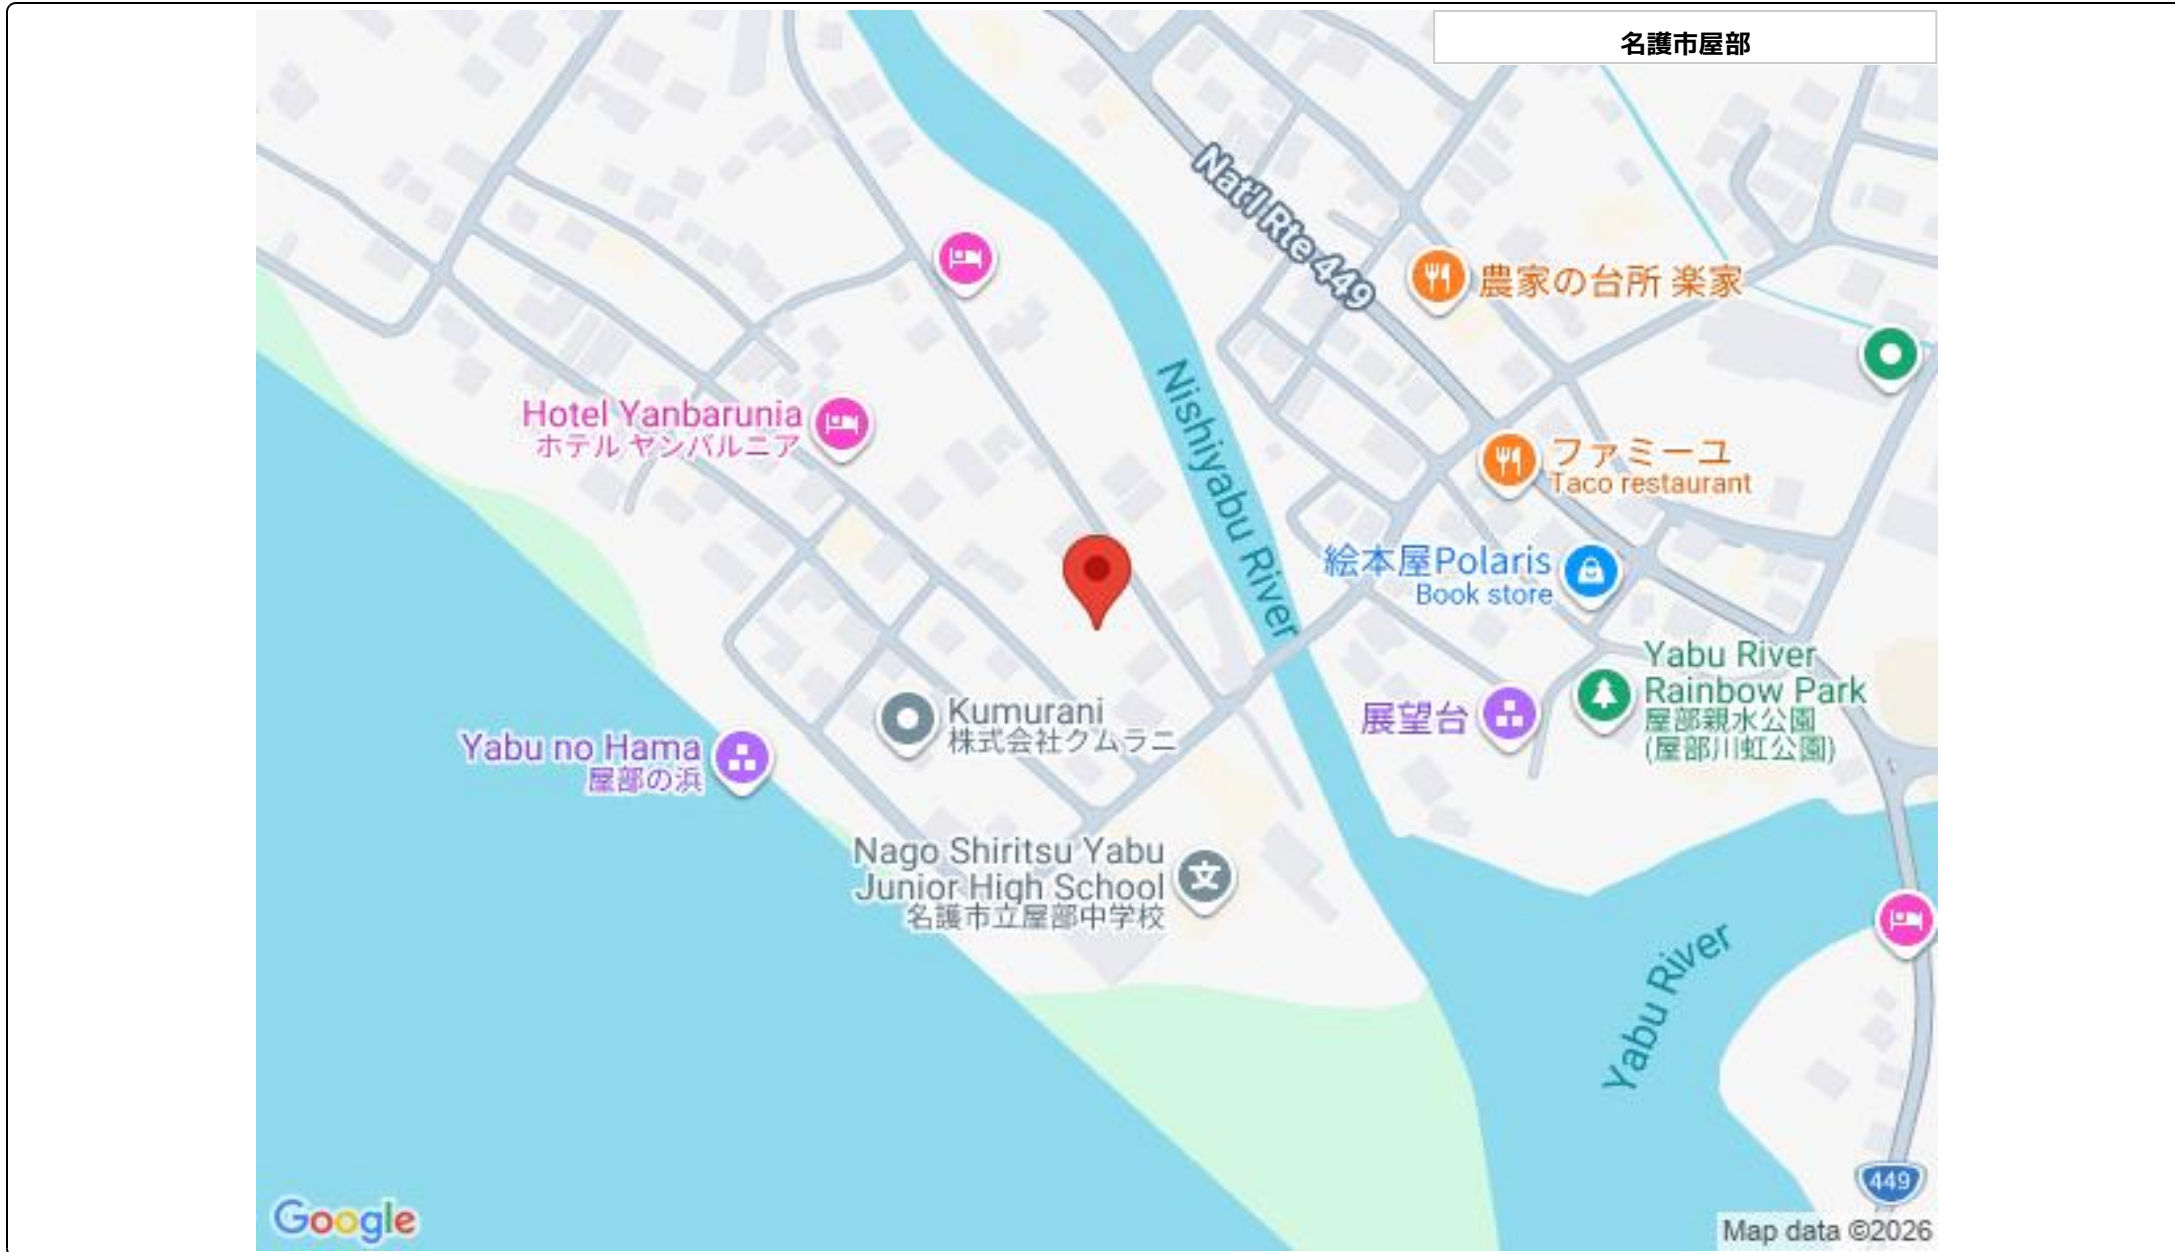 名護市屋部
Nat'l Rte 449
農家の台所 楽家
Hotel Yanbarunia
ホテル ヤンバルニア
Nishiyabu River
ファミーユ
Taco restaurant
絵本屋Polaris
Book store
Yabu River
Rainbow Park
屋部親水公園
(屋部川虹公園)
展望台
Kumurani
株式会社クムラニ
Yabu no Hama
屋部の浜
Nago Shiritsu Yabu
Junior High School
名護市立屋部中学校
文
Yabu River
449
Google
Map data ©2026